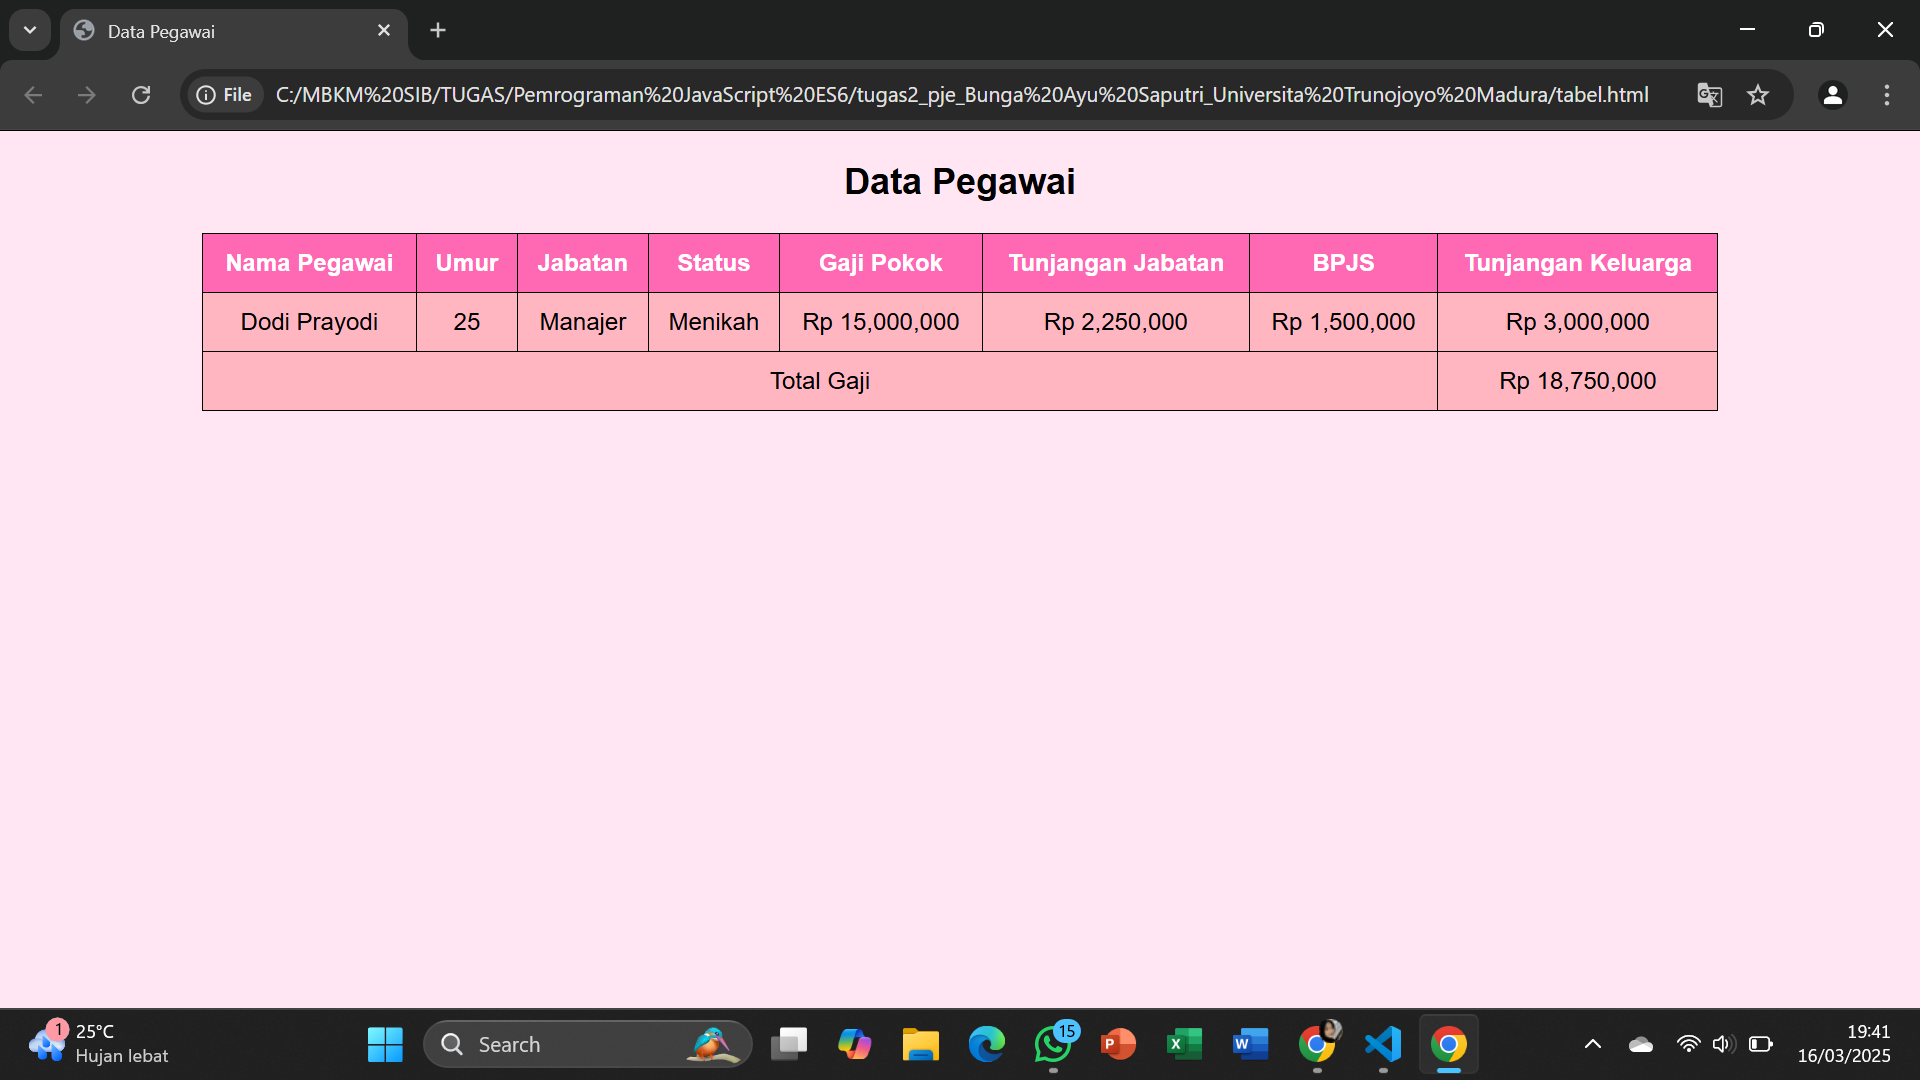 Data Pegawai
File C:/MBKM%20SIB/TUGAS/Pemrograman%20JavaScript%20ES6/tugas2_pje_Bunga%20Ayu%20Saputri_Universita%20Trunojoyo%20Madura/tabel.html
Data Pegawai
Nama Pegawai Umur Jabatan Status Gaji Pokok Tunjangan Jabatan BPJS Tunjangan Keluarga
Dodi Prayodi 25 Manajer Menikah Rp 15,000,000 Rp 2,250,000 Rp 1,500,000 Rp 3,000,000
Total Gaji Rp 18,750,000
1 25°C
Hujan lebat
Search
15
P
X
W
19:41
16/03/2025